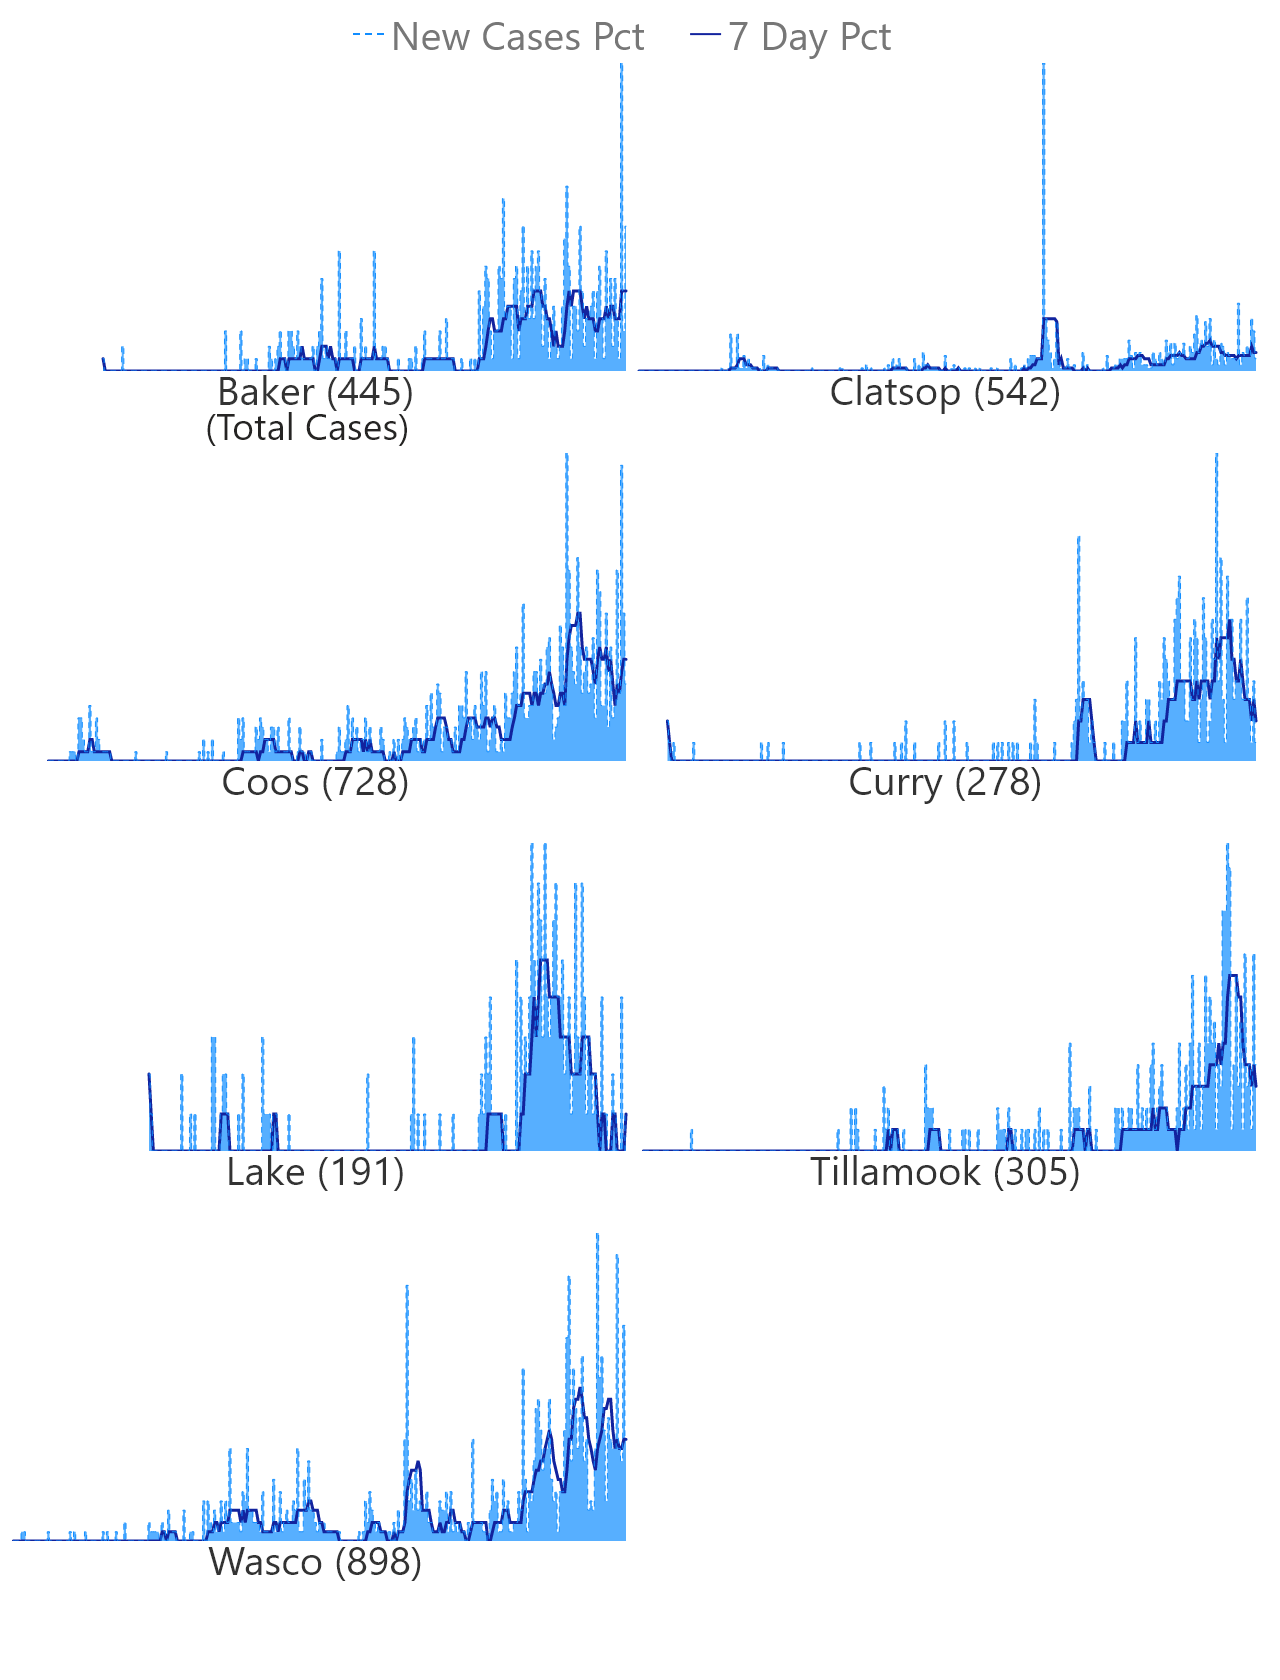 New Cases Pct 7 Day Pct
Baker (445)
(Total Cases)
Clatsop (542)
Coos (728)
Curry (278)
Lake (191)
Tillamook (305)
Wasco (898)